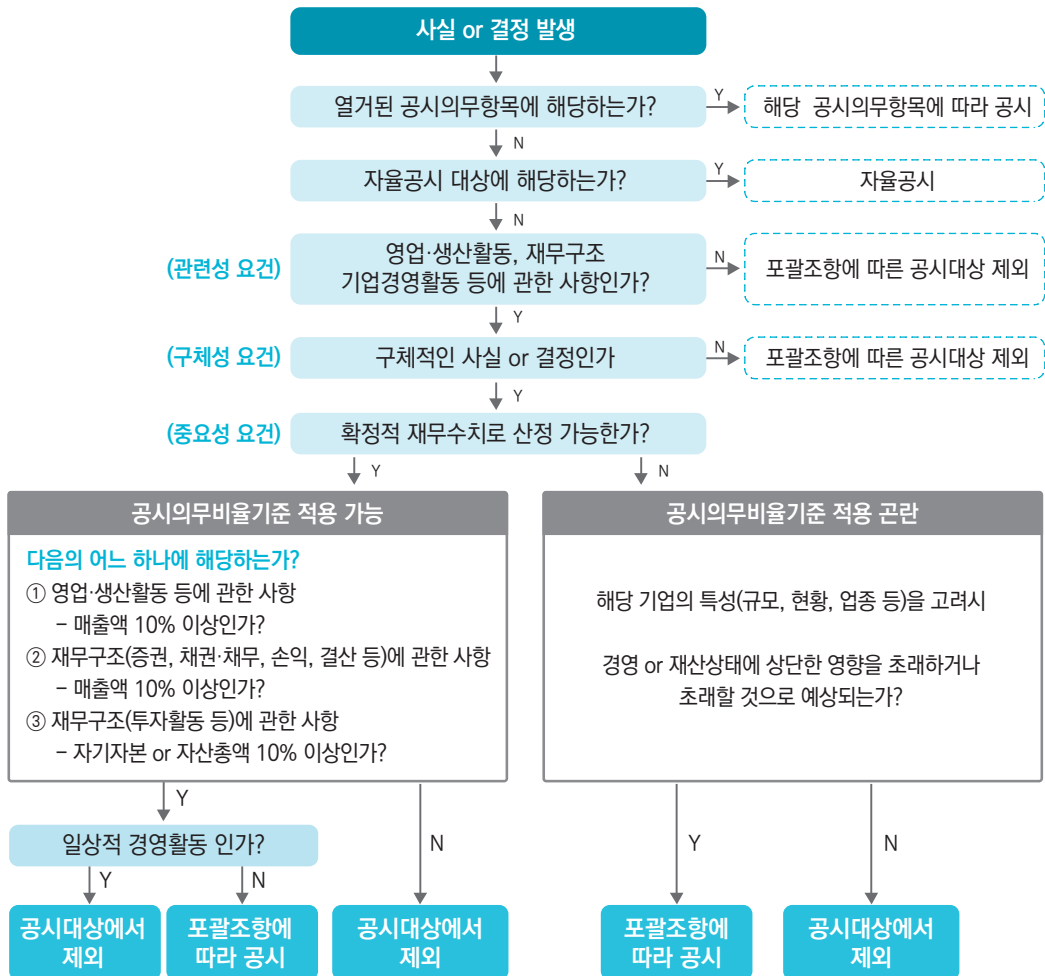 사실 or 결정 발생
열거된 공시의무항목에 해당하는가?
Y
해당 공시의무항목에 따라 공시
N
자율공시 대상에 해당하는가?
Y
자율공시
N
(관련성 요건)
영업·생산활동, 재무구조
기업경영활동 등에 관한 사항인가?
N
포괄조항에 따른 공시대상 제외
Y
(구체성 요건)
구체적인 사실 or 결정인가
N
포괄조항에 따른 공시대상 제외
Y
(중요성 요건)
확정적 재무수치로 산정 가능한가?
Y
N
공시의무비율기준 적용 가능
다음의 어느 하나에 해당하는가?
① 영업·생산활동 등에 관한 사항
– 매출액 10% 이상인가?
② 재무구조(증권, 채권·채무, 손익, 결산 등)에 관한 사항
– 매출액 10% 이상인가?
③ 재무구조(투자활동 등)에 관한 사항
– 자기자본 or 자산총액 10% 이상인가?
공시의무비율기준 적용 곤란
해당 기업의 특성(규모, 현황, 업종 등)을 고려시
경영 or 재산상태에 상단한 영향을 초래하거나
초래할 것으로 예상되는가?
Y
일상적 경영활동 인가?
N
Y
N
Y
N
공시대상에서
제외
포괄조항에
따라 공시
공시대상에서
제외
포괄조항에
따라 공시
공시대상에서
제외